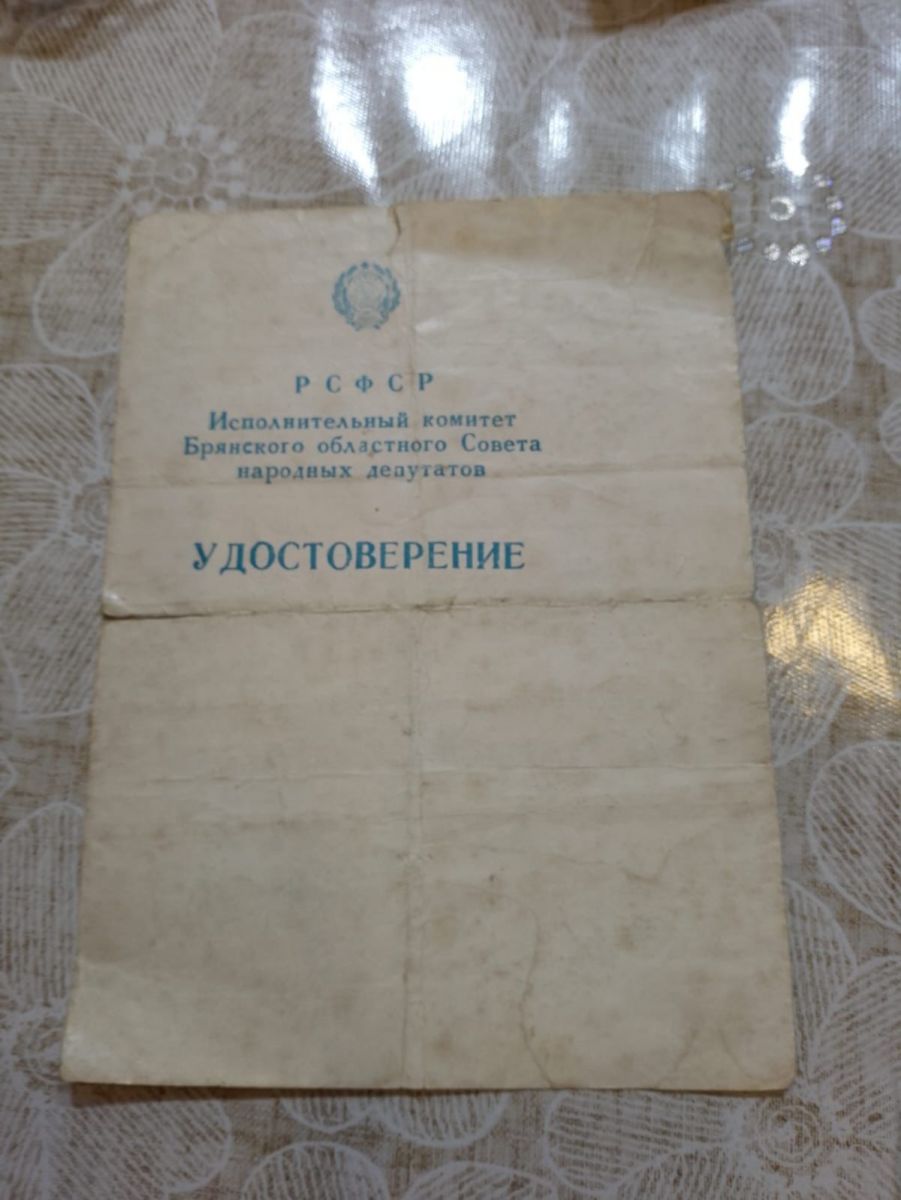 РСФСР
Исполнительный комитет
Брянского областного Совета
народных депутатов
УДОСТОВЕРЕНИЕ